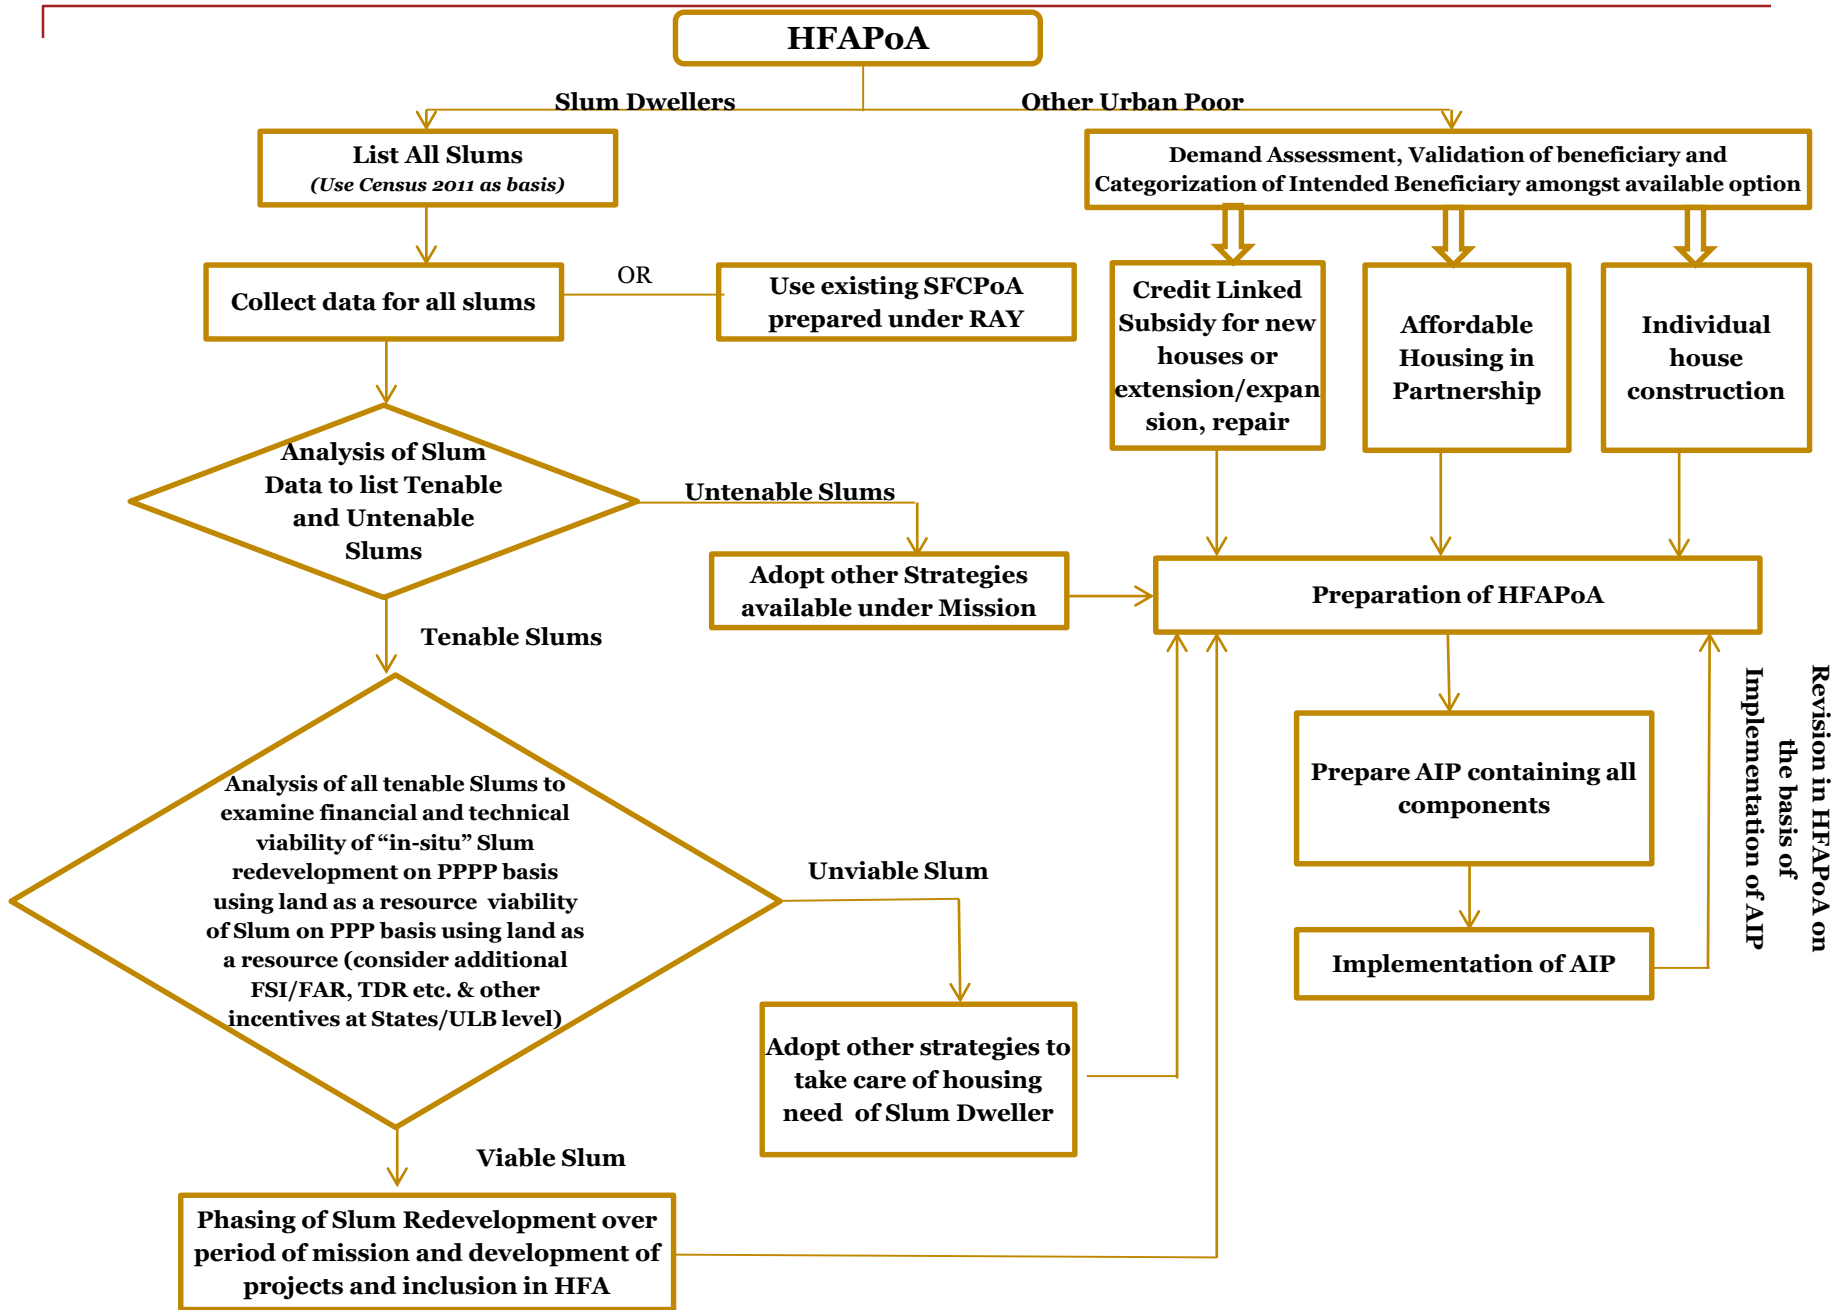 HFAPoA
Slum Dwellers
Other Urban Poor
List All Slums
(Use Census 2011 as basis)
Demand Assessment, Validation of beneficiary and
Categorization of Intended Beneficiary amongst available option
Collect data for all slums
OR
Use existing SFCPoA
prepared under RAY
Credit Linked
Subsidy for new
houses or
extension/expan
sion, repair
Affordable
Housing in
Partnership
Individual
house
construction
Analysis of Slum
Data to list Tenable
and Untenable
Slums
Untenable Slums
Adopt other Strategies
available under Mission
Preparation of HFAPoA
Tenable Slums
Analysis of all tenable Slums to
examine financial and technical
viability of “in-situ” Slum
redevelopment on PPPP basis
using land as a resource viability
of Slum on PPP basis using land as
a resource (consider additional
FSI/FAR, TDR etc. & other
incentives at States/ULB level)
Unviable Slum
Adopt other strategies to
take care of housing
need of Slum Dweller
Prepare AIP containing all
components
Implementation of AIP
Revision in HFAPoA on
the basis of
Implementation of AIP
Viable Slum
Phasing of Slum Redevelopment over
period of mission and development of
projects and inclusion in HFA